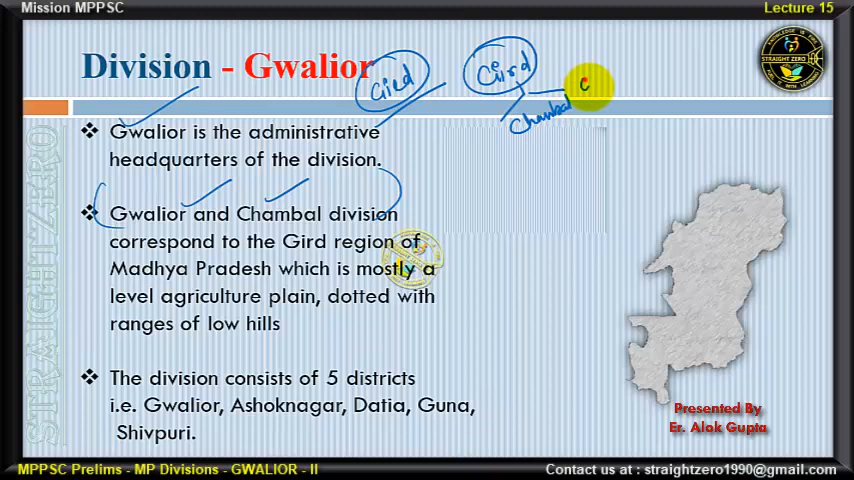 Mission MPPSC
Lecture 15
Division - Gwalior
Gird
Gird
Chambal
G
❖ Gwalior is the administrative
headquarters of the division.
❖ Gwalior and Chambal division
correspond to the Gird region of
Madhya Pradesh which is mostly a
level agriculture plain, dotted with
ranges of low hills
❖ The division consists of 5 districts
i.e. Gwalior, Ashoknagar, Datia, Guna,
Shivpuri.
STRAIGHT ZERO
STRAIGHTZERO
Presented By
Er. Alok Gupta
MPPSC Prelims - MP Divisions - GWALIOR - II
Contact us at : straightzero1990@gmail.com